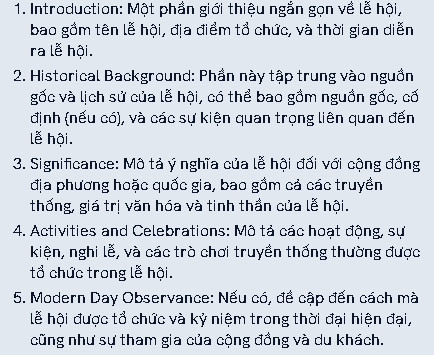 1. Introduction: Một phần giới thiệu ngắn gọn về lễ hội,
bao gồm tên lễ hội, địa điểm tổ chức, và thời gian diễn
ra lễ hội.
2. Historical Background: Phần này tập trung vào nguồn
gốc và lịch sử của lễ hội, có thể bao gồm nguồn gốc, cố
định (nếu có), và các sự kiện quan trọng liên quan đến
lễ hội.
3. Significance: Mô tả ý nghĩa của lễ hội đối với cộng đồng
địa phương hoặc quốc gia, bao gồm cả các truyền
thống, giá trị văn hóa và tinh thần của lễ hội.
4. Activities and Celebrations: Mô tả các hoạt động, sự
kiện, nghi lễ, và các trò chơi truyền thống thường được
tổ chức trong lễ hội.
5. Modern Day Observance: Nếu có, đề cập đến cách mà
lễ hội được tổ chức và kỷ niệm trong thời đại hiện đại,
cũng như sự tham gia của cộng đồng và du khách.